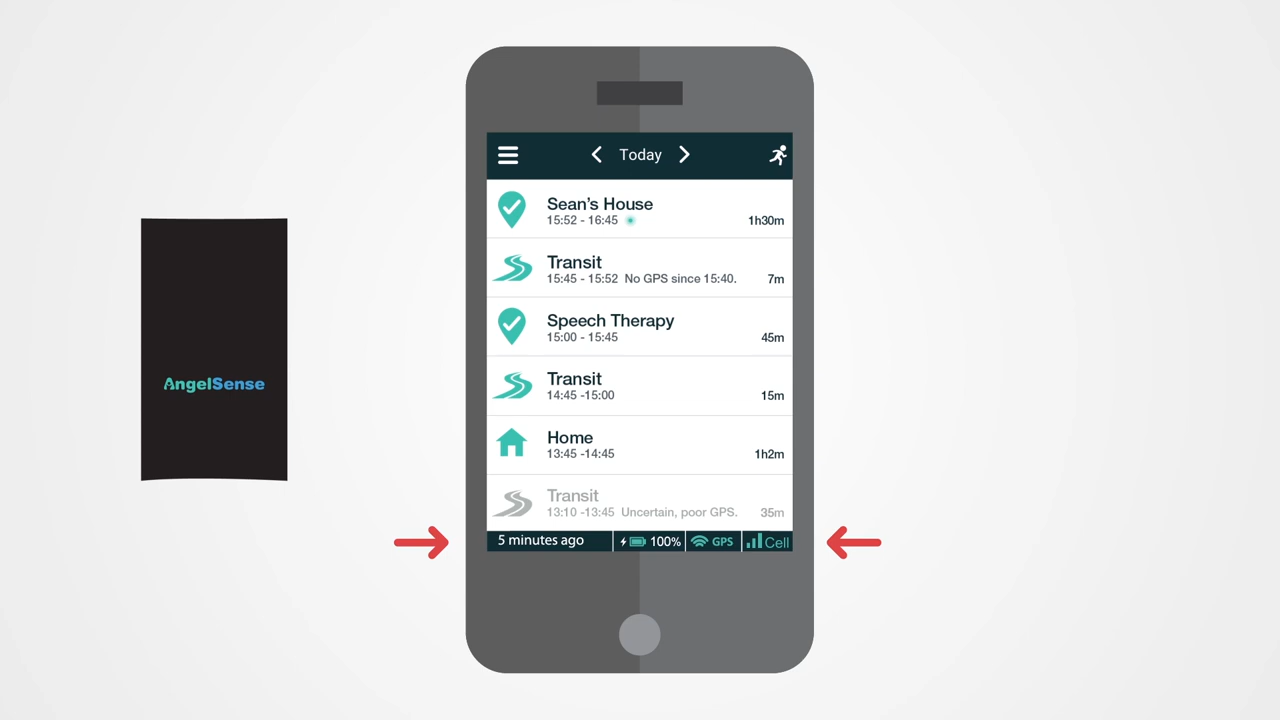 AngelSense
Today
Sean's House
15:52 - 16:45
1h30m
Transit
15:45 - 15:52 No GPS since 15:40.
7m
Speech Therapy
15:00 - 15:45
45m
Transit
14:45 -15:00
15m
Home
13:45 -14:45
1h2m
Transit
13:10 -13:45 Uncertain, poor GPS.
35m
5 minutes ago
100%
GPS
Cell